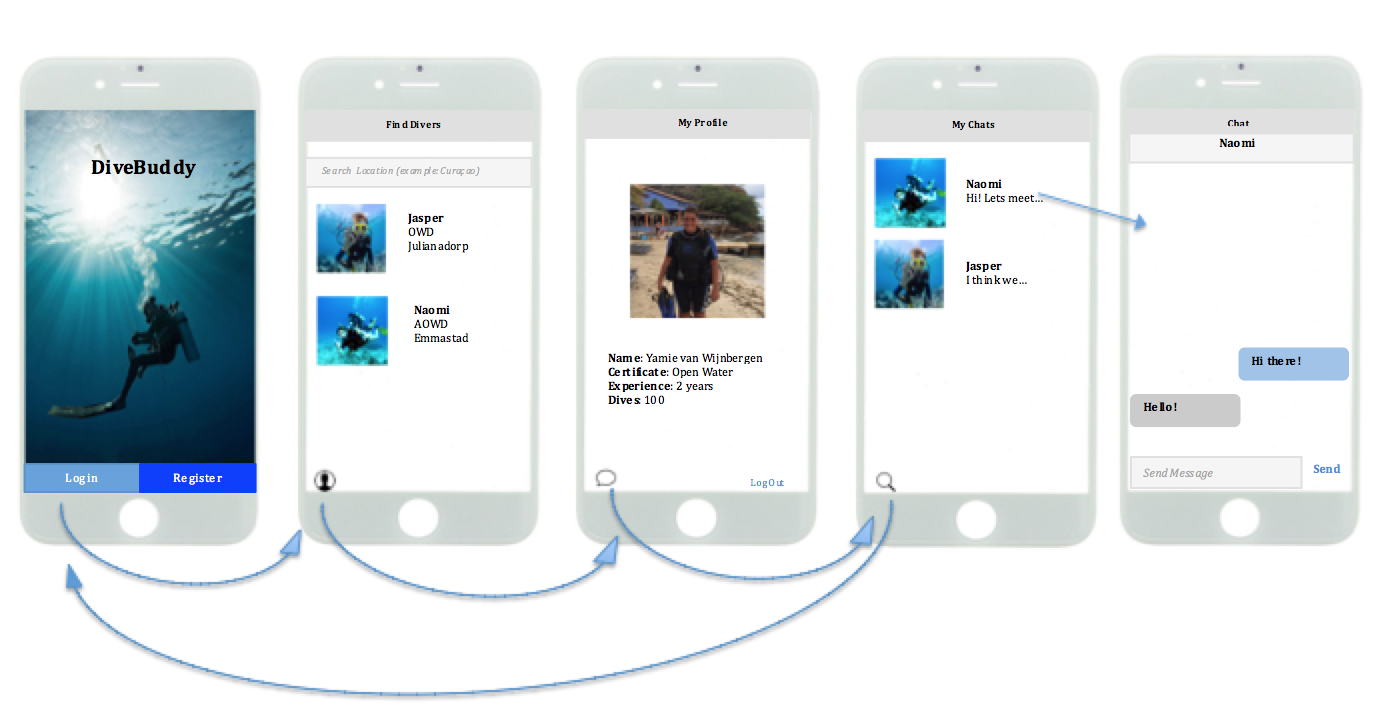 DiveBuddy
Login
Register
Find Divers
Search Location (example: Curaçao)
Jasper
OWD
Julianadorp
Naomi
AOWD
Emmastad
My Profile
Name: Yamie van Wijnbergen
Certificate: Open Water
Experience: 2 years
Dives: 100
Log Out
My Chats
Naomi
Hi! Lets meet...
Jasper
I think we...
Chat
Naomi
Hi there!
Hello!
Send Message
Send